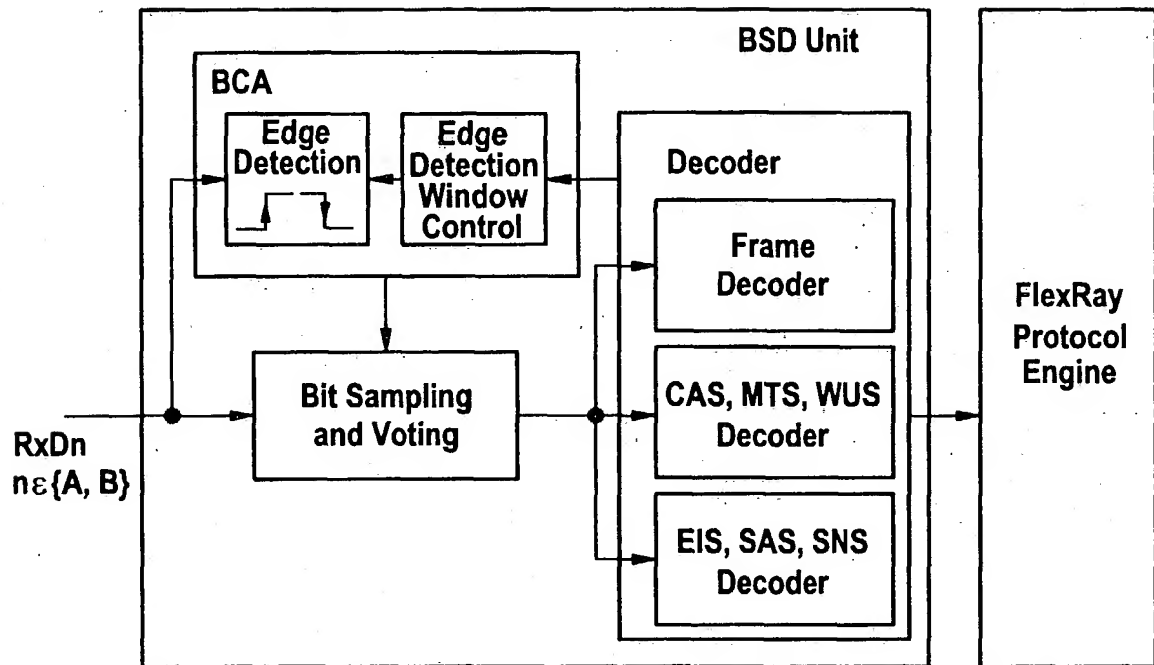 BSD Unit
BCA
Edge
Detection
Edge
Detection
Window
Control
Decoder
Frame
Decoder
FlexRay
Protocol
Engine
Bit Sampling
and Voting
CAS, MTS, WUS
Decoder
RxDn
nε{A, B}
EIS, SAS, SNS
Decoder